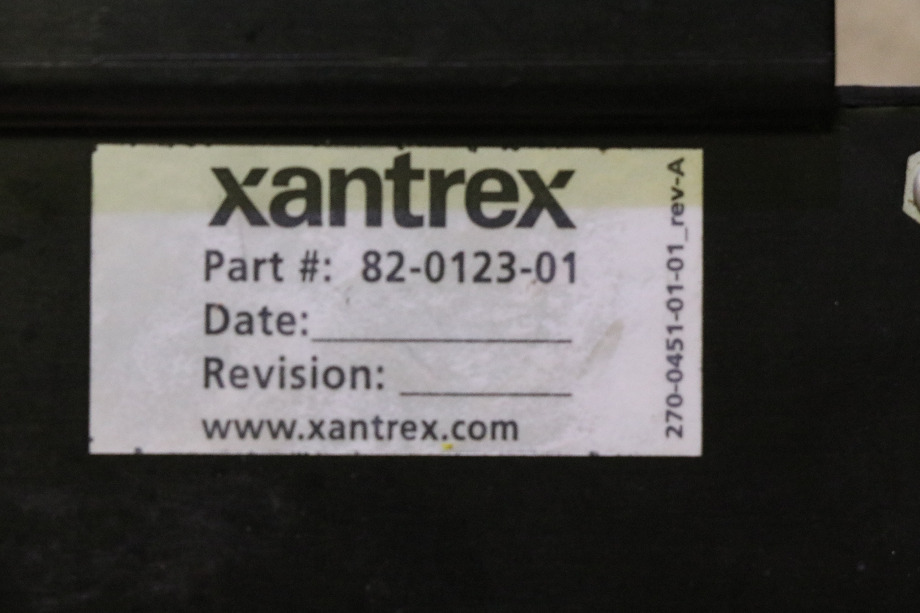 xantrex
Part #: 82-0123-01
Date:
Revision:
www.xantrex.com
270-0451-01-01_rev-A